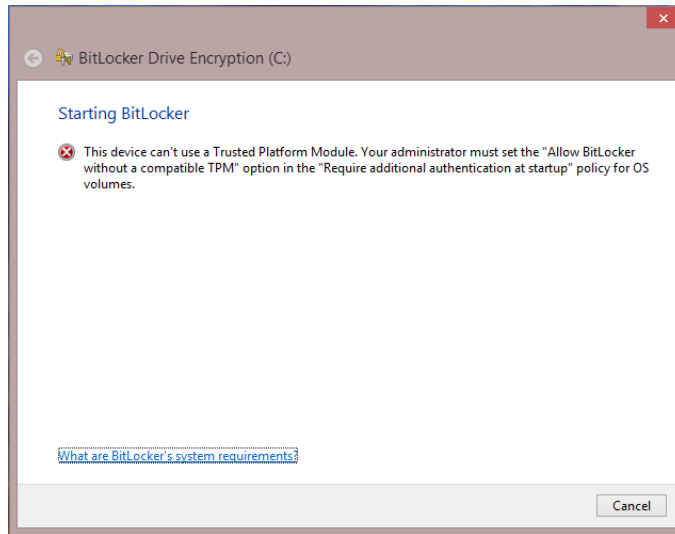 BitLocker Drive Encryption (C:)
Starting BitLocker
This device can't use a Trusted Platform Module. Your administrator must set the "Allow BitLocker
without a compatible TPM" option in the "Require additional authentication at startup" policy for OS
volumes.
What are BitLocker's system requirements?
Cancel